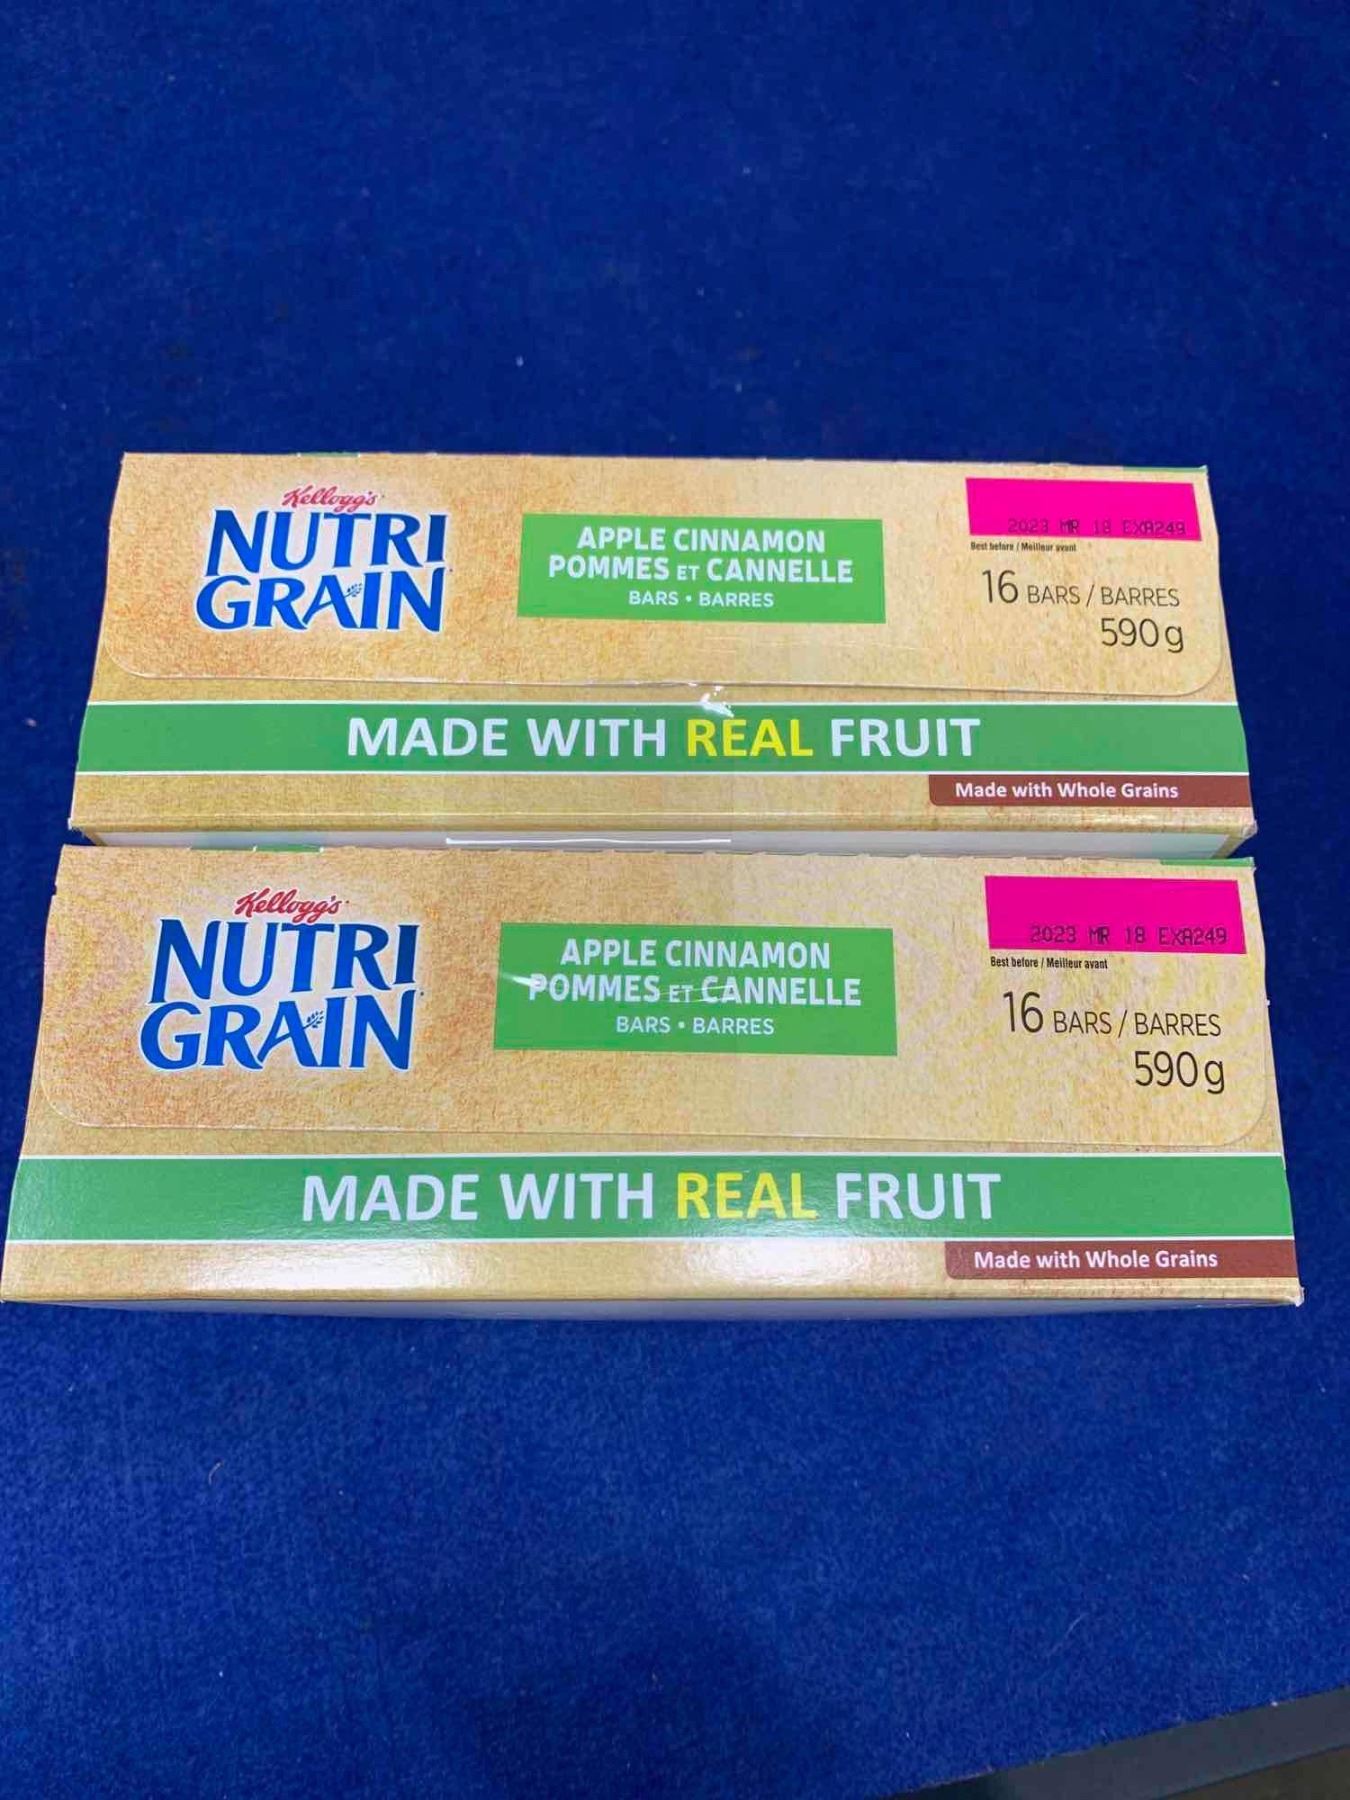 Kellogg's
NUTRI
GRAIN
APPLE CINNAMON
POMMES ET CANNELLE
BARS • BARRES
2023 MR 18 EXA249
Best before / Meilleur avant
16 BARS / BARRES
590 g
MADE WITH REAL FRUIT
Made with Whole Grains
Kellogg's
NUTRI
GRAIN
APPLE CINNAMON
POMMES ET CANNELLE
BARS • BARRES
2023 MR 18 EXA249
Best before / Meilleur avant
16 BARS / BARRES
590 g
MADE WITH REAL FRUIT
Made with Whole Grains